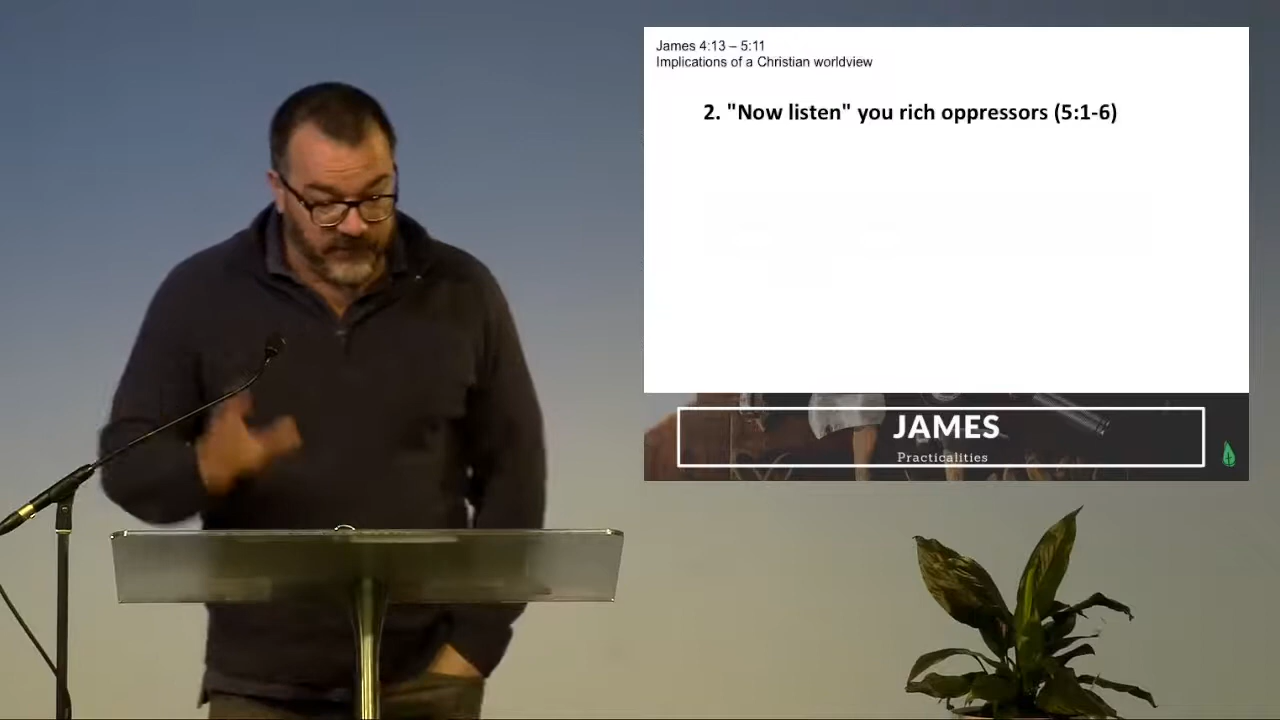 James 4:13 – 5:11
Implications of a Christian worldview
2. "Now listen" you rich oppressors (5:1-6)
JAMES
Practicalities